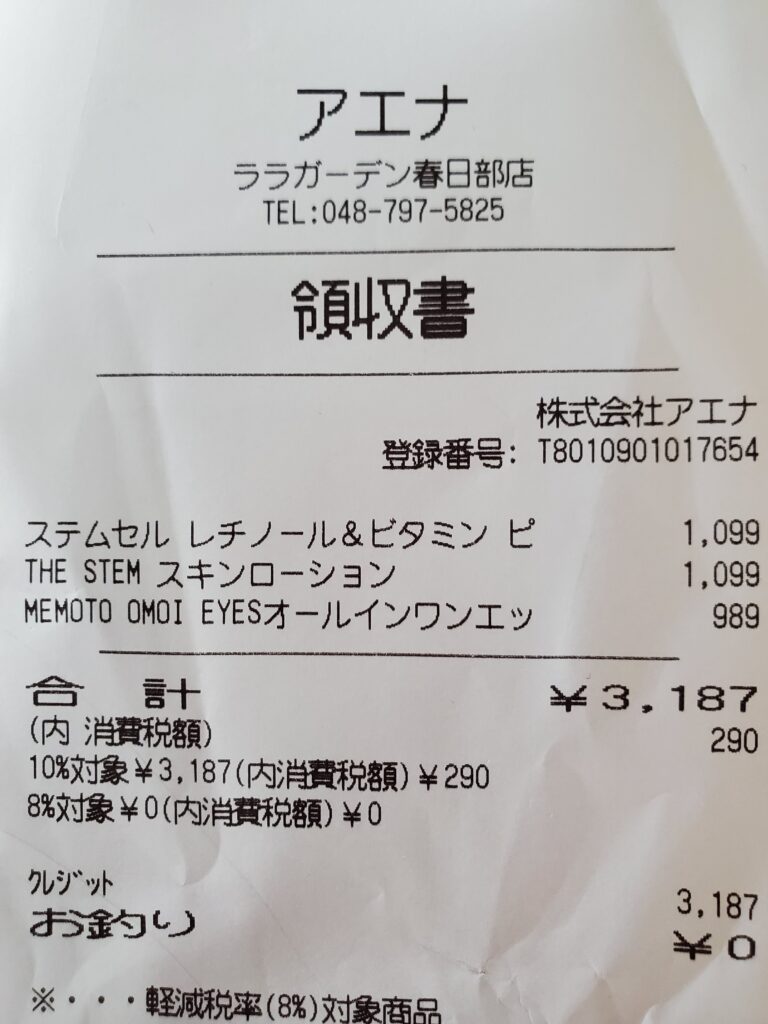 アエナ
ララガーデン春日部店
TEL:048-797-5825
領収書
株式会社アエナ
登録番号: T8010901017654
ステムセル レチノール&ビタミン ピ 1,099
THE STEM スキンローション 1,099
MEMOTO OMOI EYESオールインワンエッ 989
合 計 ¥3,187
(内 消費税額) 290
10%対象¥3,187(内消費税額)¥290
8%対象¥0(内消費税額)¥0
クレジット 3,187
お釣り ¥0
※・・・軽減税率(8%)対象商品